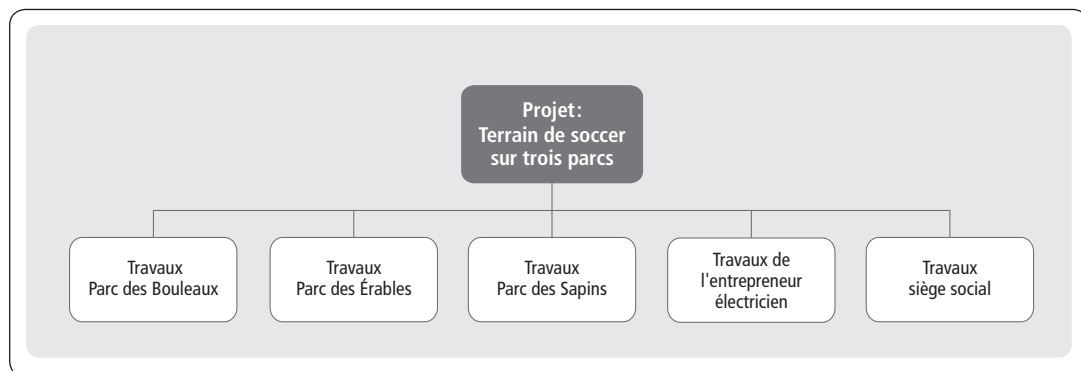 Projet:
Terrain de soccer
sur trois parcs
Travaux
Parc des Bouleaux
Travaux
Parc des Érables
Travaux
Parc des Sapins
Travaux de
l'entrepreneur
électricien
Travaux
siège social